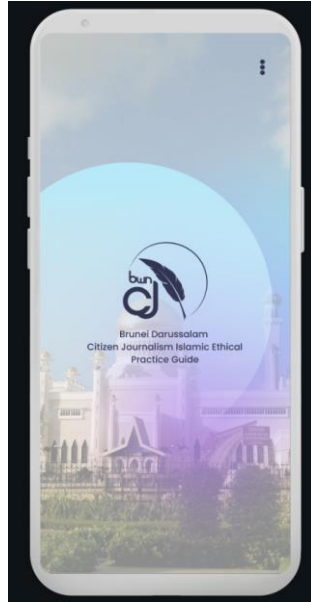 bwn
CJ
Brunei Darussalam
Citizen Journalism Islamic Ethical
Practice Guide